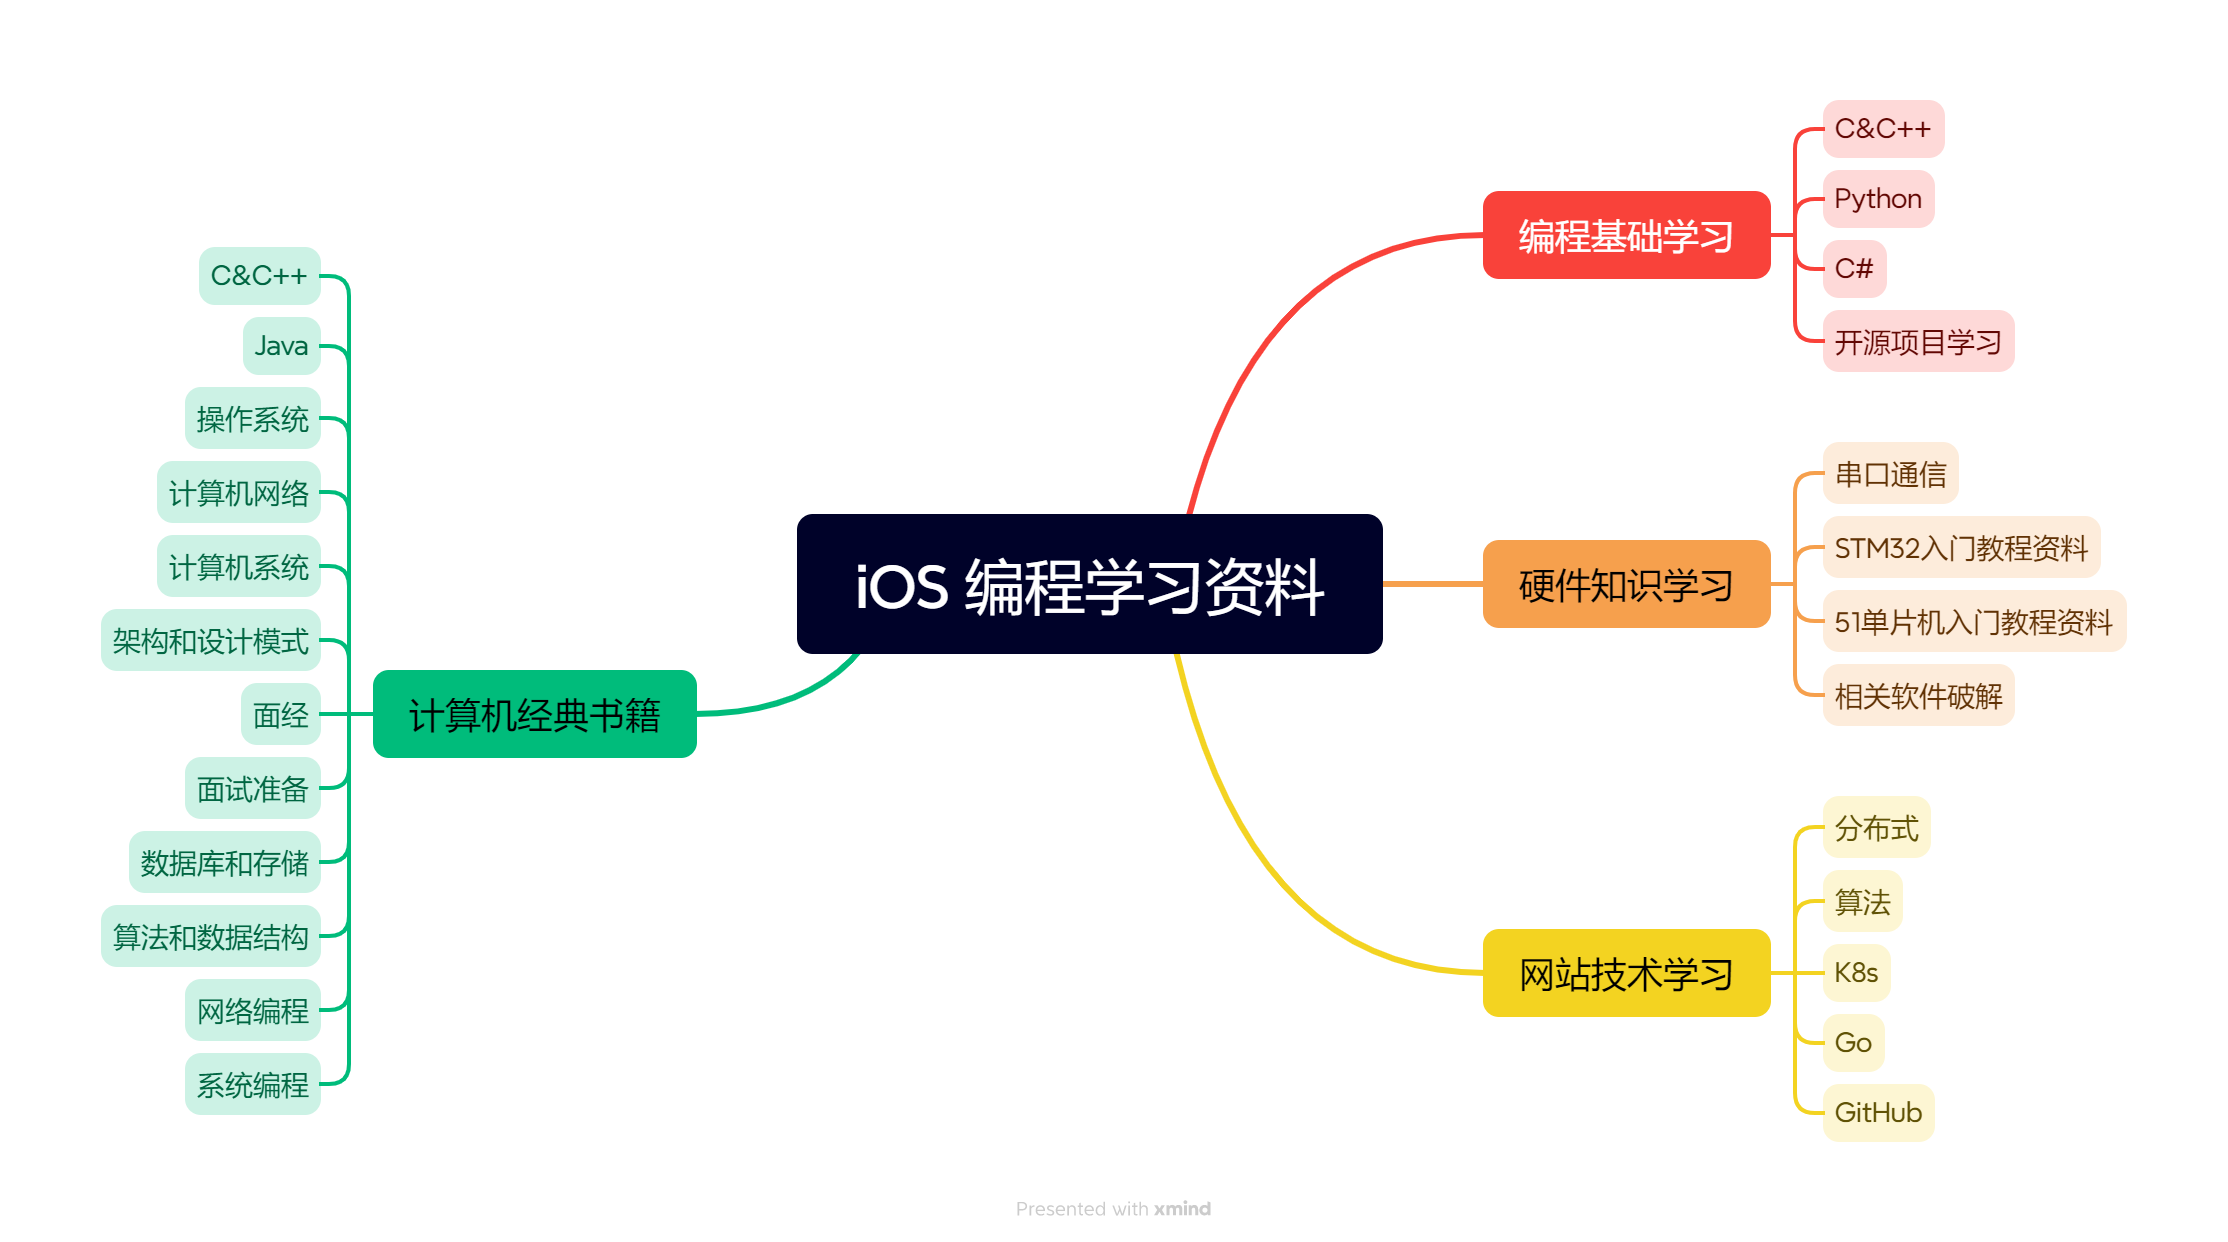 iOS 编程学习资料
编程基础学习
C&C++
Python
C#
开源项目学习
硬件知识学习
串口通信
STM32入门教程资料
51单片机入门教程资料
相关软件破解
网站技术学习
分布式
算法
K8s
Go
GitHub
计算机经典书籍
C&C++
Java
操作系统
计算机网络
计算机系统
架构和设计模式
面经
面试准备
数据库和存储
算法和数据结构
网络编程
系统编程
Presented with xmind